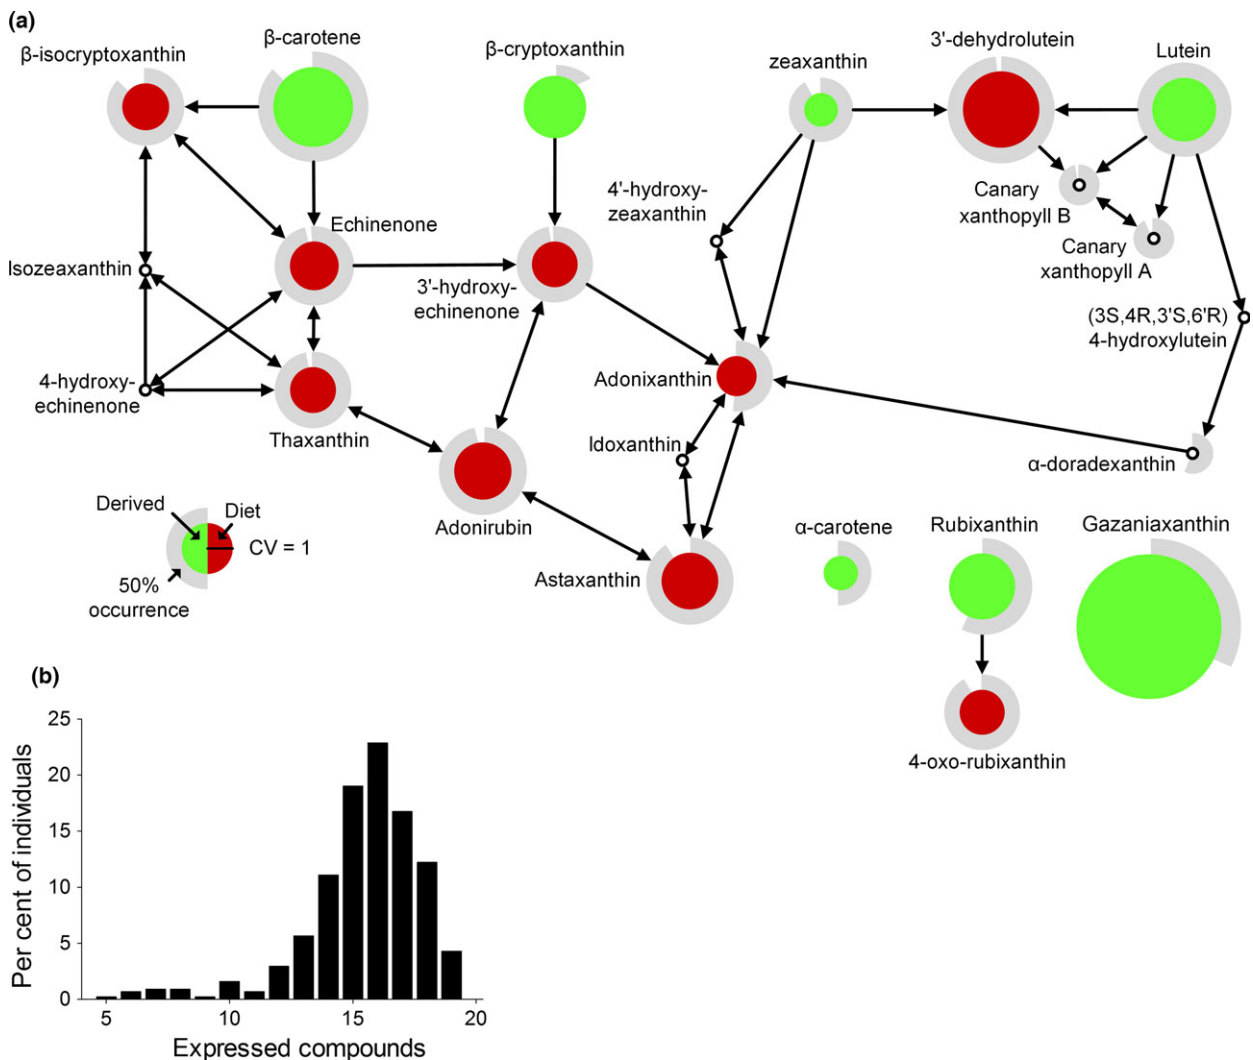 (a)
β-isocryptoxanthin
β-carotene
β-cryptoxanthin
zeaxanthin
3'-dehydrolutein
Lutein
4'-hydroxy-
zeaxanthin
Canary
xanthopyll B
Canary
xanthopyll A
Echinenone
Isozeaxanthin
3'-hydroxy-
echinenone
(3S,4R,3'S,6'R)
4-hydroxylutein
4-hydroxy-
echinenone
Adonixanthin
Thaxanthin
Idoxanthin
α-doradexanthin
Adonirubin
Derived
Diet
CV = 1
50%
occurrence
Astaxanthin
α-carotene
Rubixanthin
Gazaniaxanthin
4-oxo-rubixanthin
(b)
Per cent of individuals
25
20
15
10
5
0
5
10
15
20
Expressed compounds